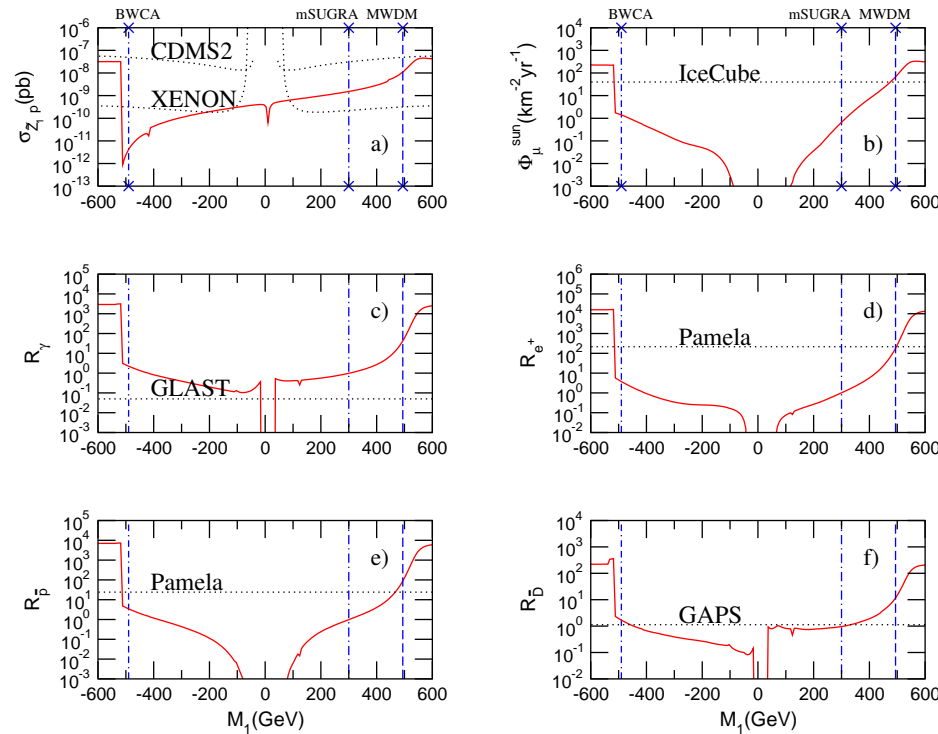 BWCA mSUGRA MWDM
10^-6
10^-7
10^-8
10^-9
10^-10
10^-11
10^-12
10^-13
σ_Z̃₁ p (pb)
CDMS2
XENON
a)
-600 -400 -200 0 200 400 600
BWCA mSUGRA MWDM
10^4
10^3
10^2
10^1
10^0
10^-1
10^-2
10^-3
Φ_μ^sun (km^-2 yr^-1)
IceCube
b)
-600 -400 -200 0 200 400 600
10^5
10^4
10^3
10^2
10^1
10^0
10^-1
10^-2
10^-3
R_γ
GLAST
c)
-600 -400 -200 0 200 400 600
10^6
10^5
10^4
10^3
10^2
10^1
10^0
10^-1
10^-2
R_e+
Pamela
d)
-600 -400 -200 0 200 400 600
10^5
10^4
10^3
10^2
10^1
10^0
10^-1
10^-2
10^-3
R_p̄
Pamela
e)
-600 -400 -200 0 200 400 600
M_1(GeV)
10^4
10^3
10^2
10^1
10^0
10^-1
10^-2
R_D̄
GAPS
f)
-600 -400 -200 0 200 400 600
M_1(GeV)